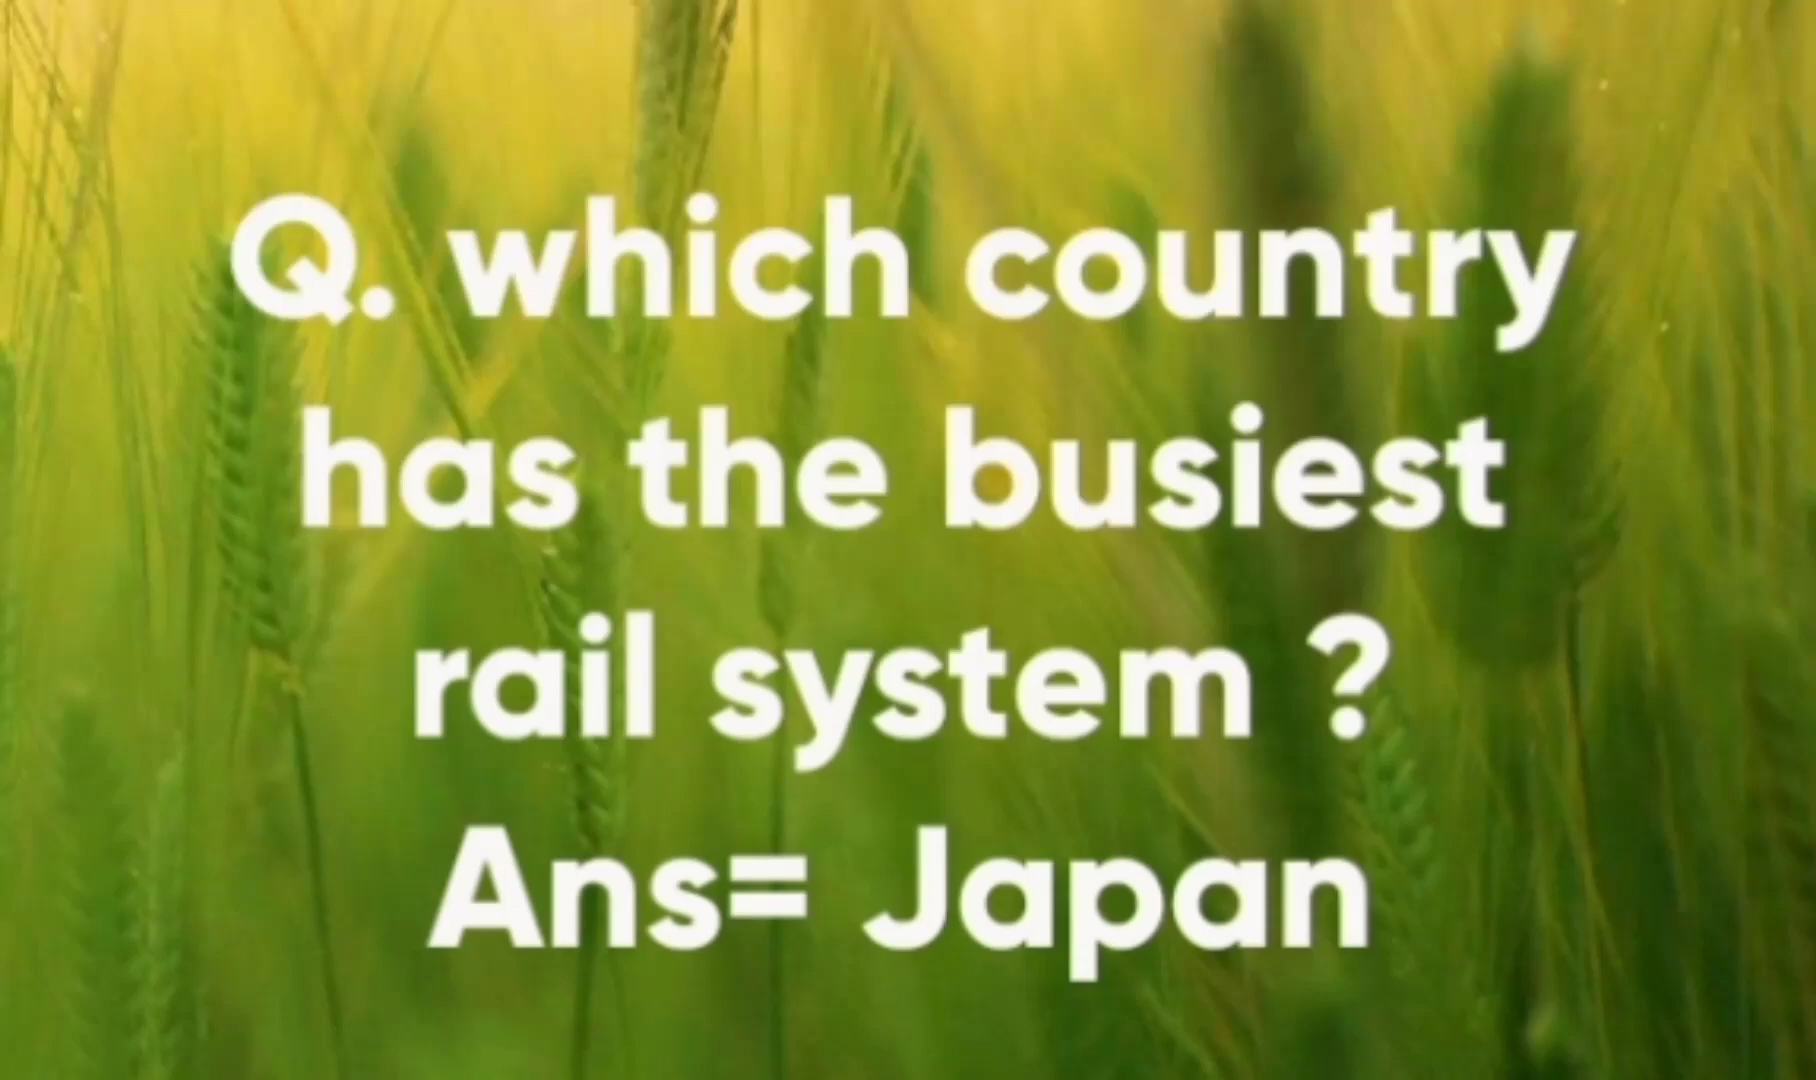 Q. which country
has the busiest
rail system ?
Ans= Japan